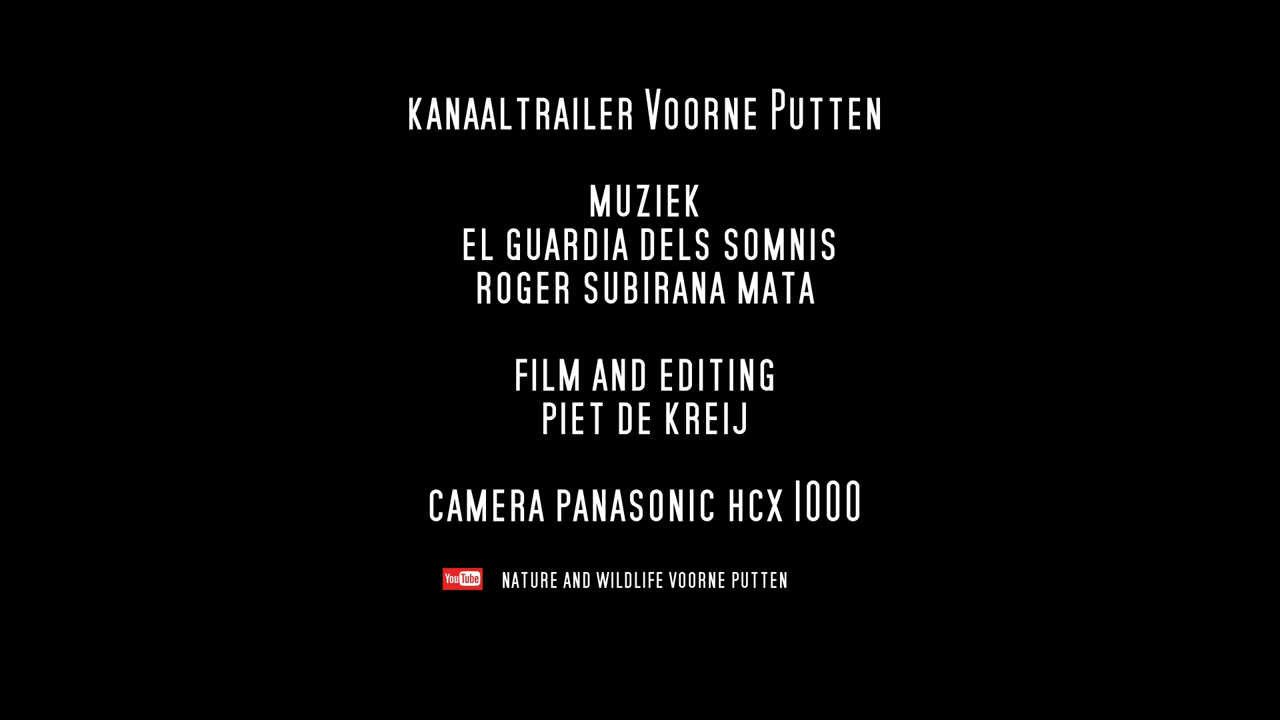 KANAALTRAILER VOORNE PUTTEN
MUZIEK
EL GUARDIA DELS SOMNIS
ROGER SUBIRANA MATA
FILM AND EDITING
PIET DE KREIJ
CAMERA PANASONIC HCX 1000
YouTube NATURE AND WILDLIFE VOORNE PUTTEN